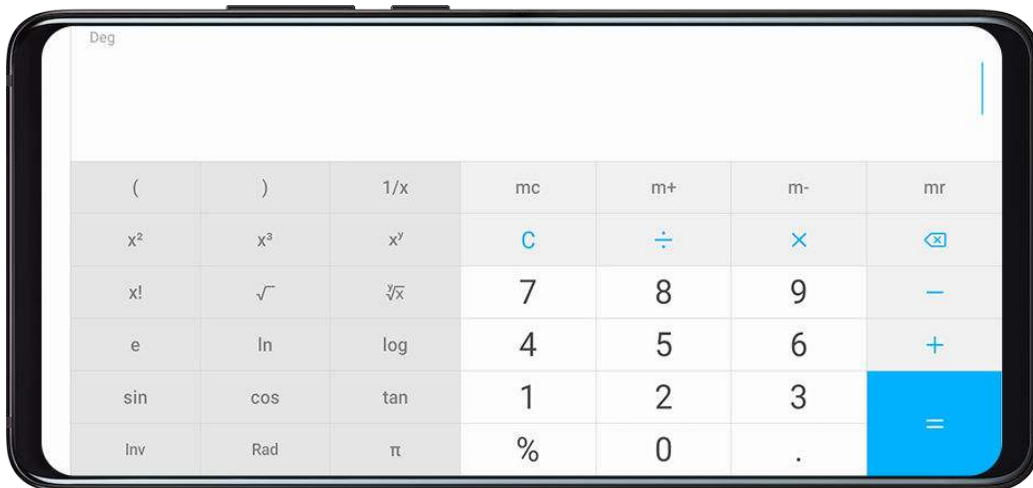 Deg
( ) 1/x mc m+ m- mr
x² x³ xʸ C ÷ ×
x! √ ʸ√x 7 8 9 −
e ln log 4 5 6 +
sin cos tan 1 2 3 =
Inv Rad π % 0 .